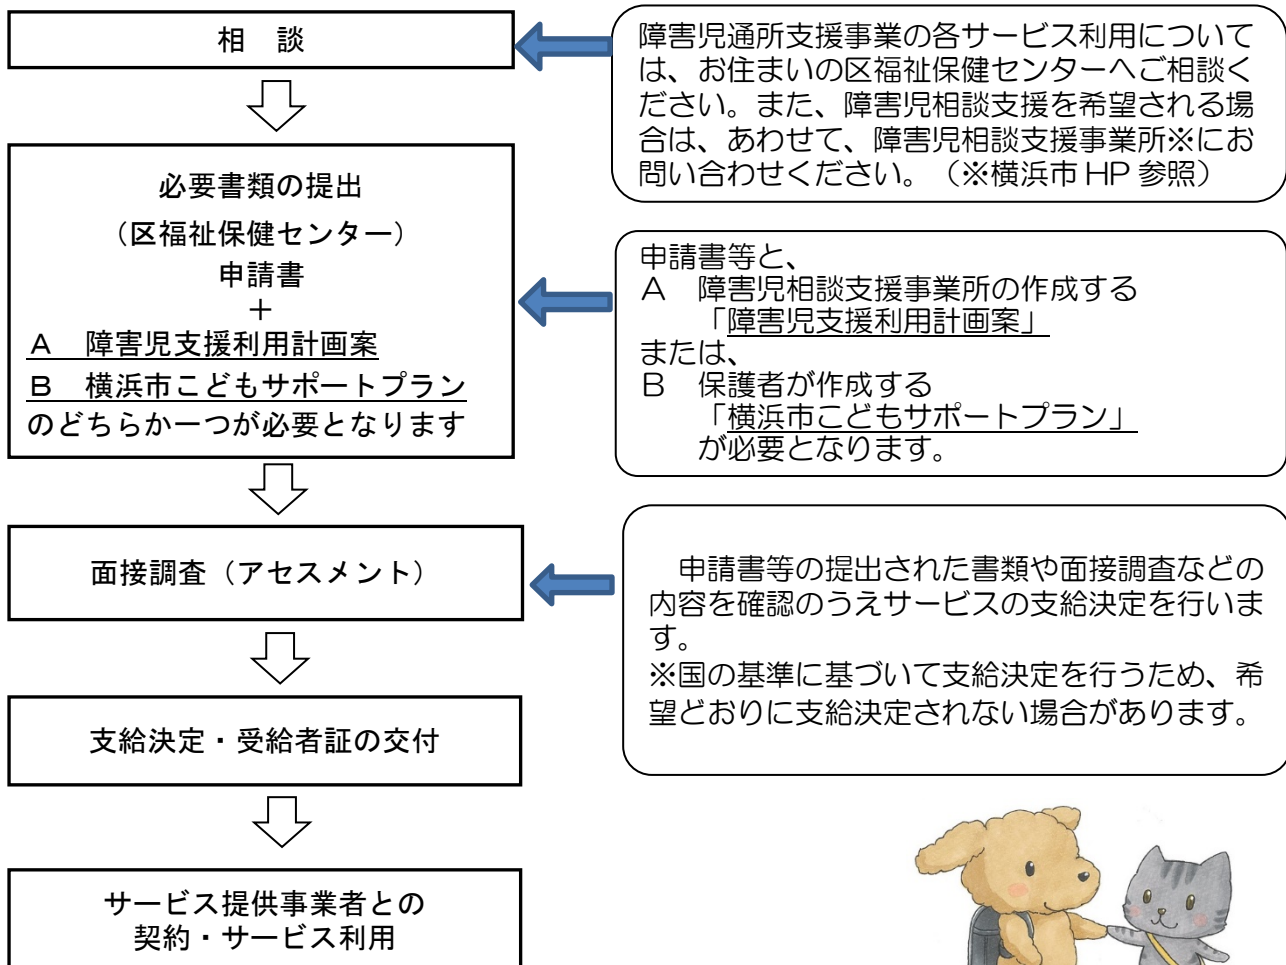 相　談
障害児通所支援事業の各サービス利用について
は、お住まいの区福祉保健センターへご相談く
ださい。また、障害児相談支援を希望される場
合は、あわせて、障害児相談支援事業所※にお
問い合わせください。（※横浜市 HP 参照）
必要書類の提出
（区福祉保健センター）
申請書
＋
Ａ　障害児支援利用計画案
Ｂ　横浜市こどもサポートプラン
のどちらか一つが必要となります
申請書等と、
Ａ　障害児相談支援事業所の作成する
「障害児支援利用計画案」
または、
Ｂ　保護者が作成する
「横浜市こどもサポートプラン」
が必要となります。
面接調査（アセスメント）
申請書等の提出された書類や面接調査などの
内容を確認のうえサービスの支給決定を行いま
す。
※国の基準に基づいて支給決定を行うため、希
望どおりに支給決定されない場合があります。
支給決定・受給者証の交付
サービス提供事業者との
契約・サービス利用